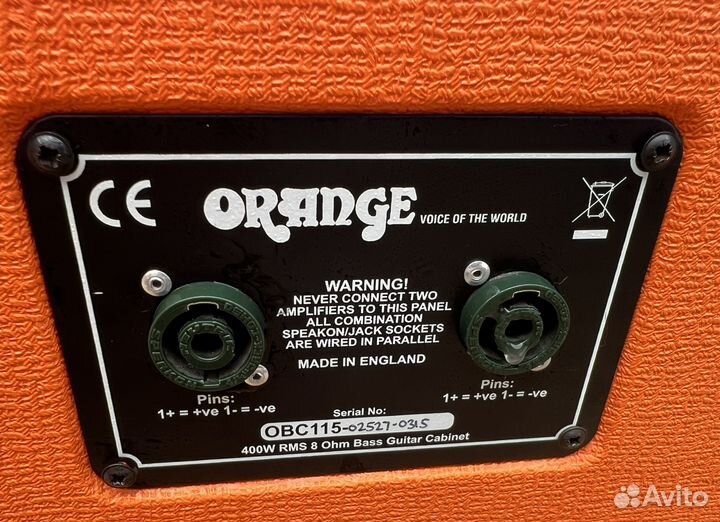 CE
ORANGE VOICE OF THE WORLD
WARNING!
NEVER CONNECT TWO
AMPLIFIERS TO THIS PANEL
ALL COMBINATION
SPEAKON/JACK SOCKETS
ARE WIRED IN PARALLEL
MADE IN ENGLAND
Pins:
1+ = +ve 1- = -ve
Pins:
1+ = +ve 1- = -ve
Serial No:
OBC115-02527-0315
400W RMS 8 Ohm Bass Guitar Cabinet
Avito